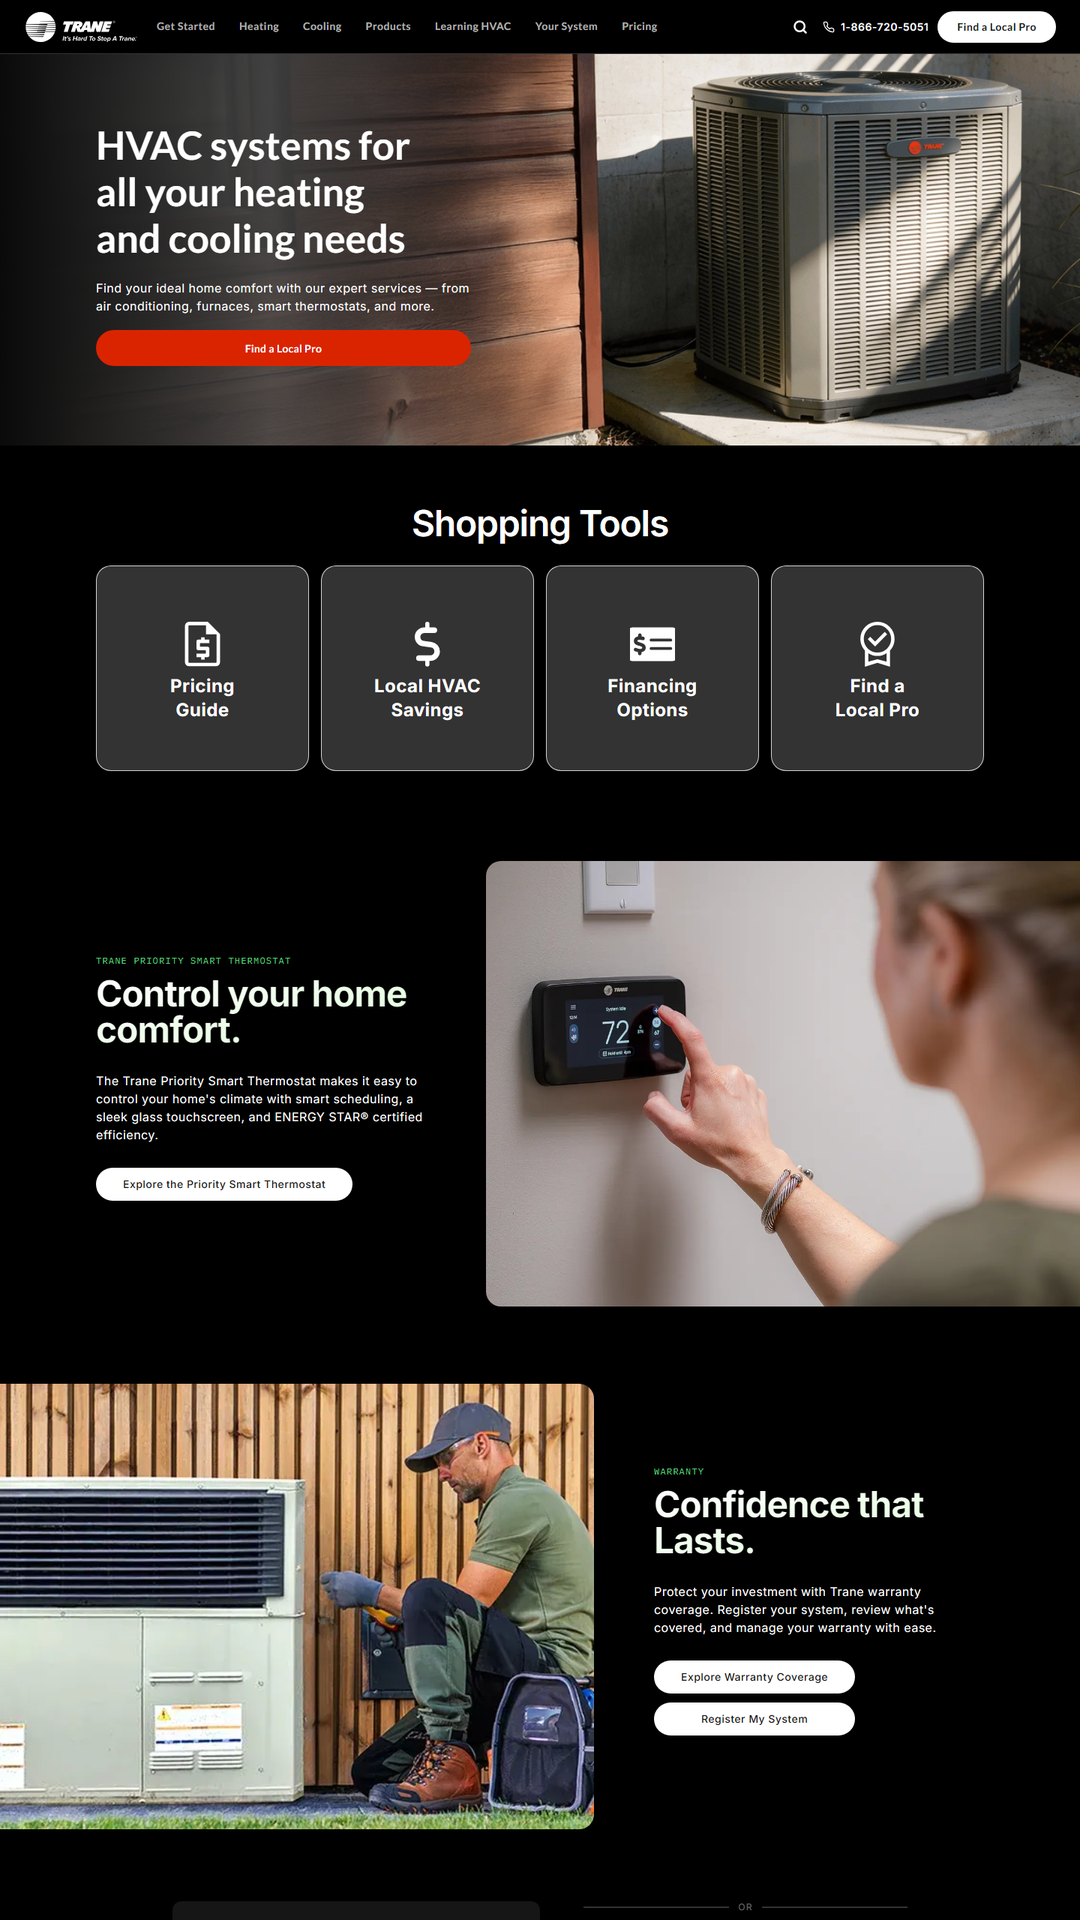 TRANE
It's Hard To Stop A Trane.
Get Started
Heating
Cooling
Products
Learning HVAC
Your System
Pricing
1-866-720-5051
Find a Local Pro
HVAC systems for
all your heating
and cooling needs
Find your ideal home comfort with our expert services — from
air conditioning, furnaces, smart thermostats, and more.
Find a Local Pro
TRANE
Shopping Tools
Pricing
Guide
Local HVAC
Savings
Financing
Options
Find a
Local Pro
TRANE PRIORITY SMART THERMOSTAT
Control your home
comfort.
The Trane Priority Smart Thermostat makes it easy to
control your home's climate with smart scheduling, a
sleek glass touchscreen, and ENERGY STAR® certified
efficiency.
Explore the Priority Smart Thermostat
TRANE
System Idle
72
WARRANTY
Confidence that
Lasts.
Protect your investment with Trane warranty
coverage. Register your system, review what's
covered, and manage your warranty with ease.
Explore Warranty Coverage
Register My System
OR